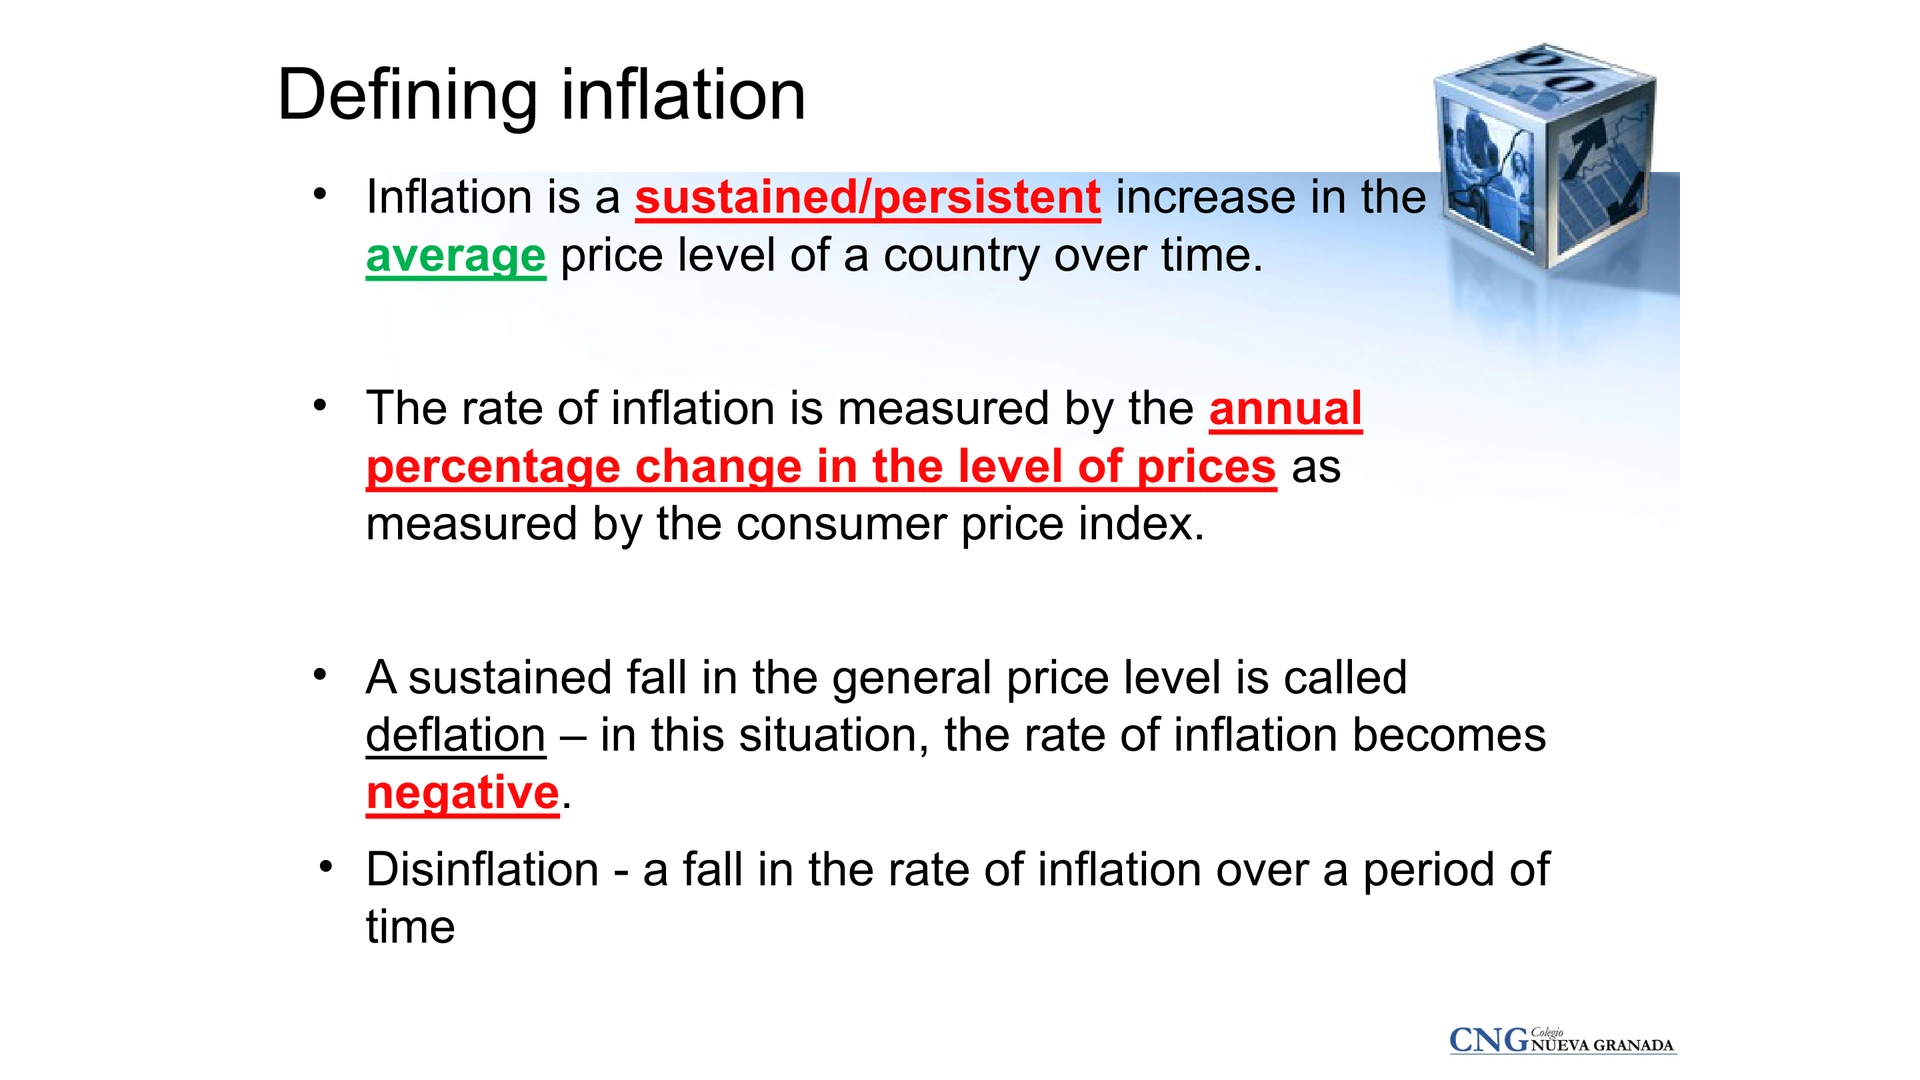 Defining inflation
%
• Inflation is a sustained/persistent increase in the
average price level of a country over time.
• The rate of inflation is measured by the annual
percentage change in the level of prices as
measured by the consumer price index.
• A sustained fall in the general price level is called
deflation – in this situation, the rate of inflation becomes
negative.
• Disinflation - a fall in the rate of inflation over a period of
time
CNG Colegio
NUEVA GRANADA